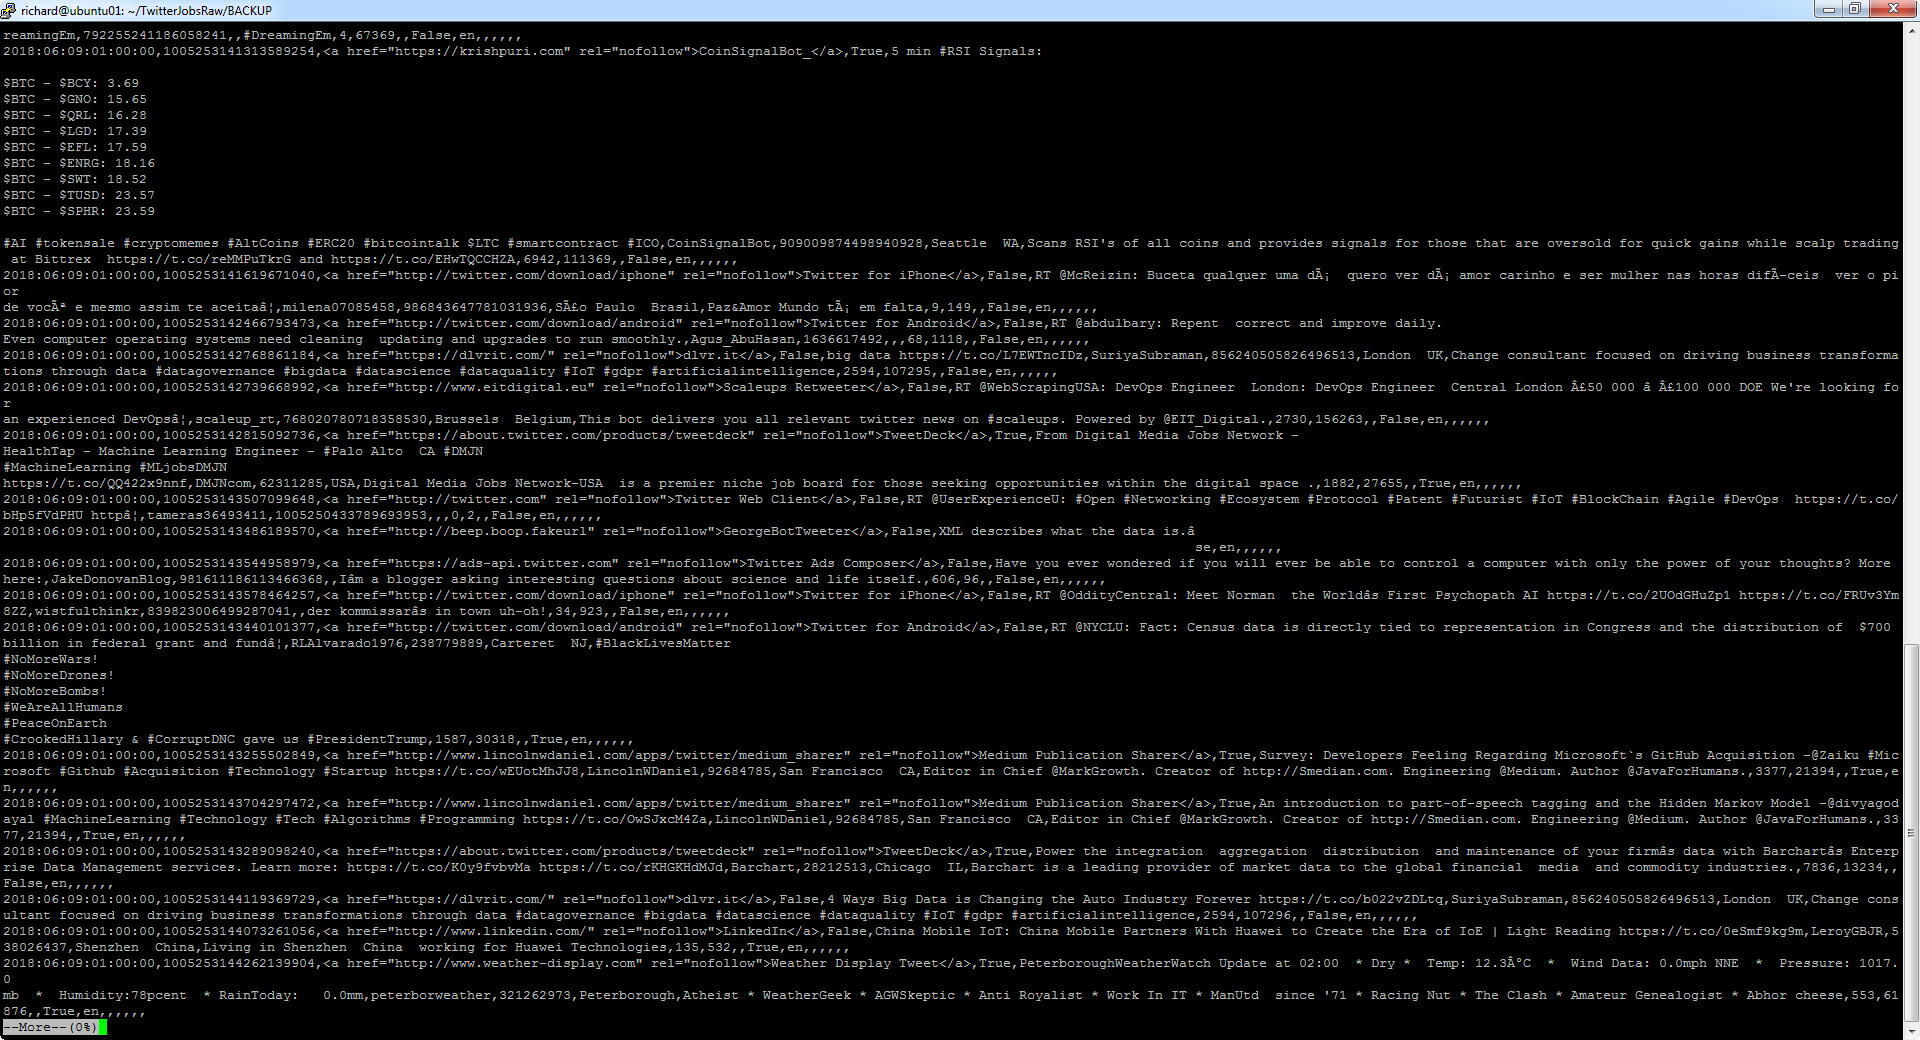 richard@ubuntu01: ~/TwitterJobsRaw/BACKUP
reamingEm,792255241186058241,,#DreamingEm,4,67369,,False,en,,,,,,
2018:06:09:01:00:00,1005253141313589254,<a href="https://krishpuri.com" rel="nofollow">CoinSignalBot_</a>,True,5 min #RSI Signals:
$BTC - $BCY: 3.69
$BTC - $GNO: 15.65
$BTC - $QRL: 16.28
$BTC - $LGD: 17.39
$BTC - $EFL: 17.59
$BTC - $ENRG: 18.16
$BTC - $SWT: 18.52
$BTC - $TUSD: 23.57
$BTC - $SPHR: 23.59
#AI #tokensale #cryptomemes #AltCoins #ERC20 #bitcointalk $LTC #smartcontract #ICO,CoinSignalBot,909009874498940928,Seattle  WA,Scans RSI's of all coins and provides signals for those that are oversold for quick gains while scalp trading
 at Bittrex  https://t.co/reMMPuTkrG and https://t.co/EHwTQCCHZA,6942,111369,,False,en,,,,,,
2018:06:09:01:00:00,1005253141619671040,<a href="http://twitter.com/download/iphone" rel="nofollow">Twitter for iPhone</a>,False,RT @McReizin: Buceta qualquer uma dÃ¡  quero ver dÃ¡ amor carinho e ser mulher nas horas difÃ­ceis  ver o pi
or
de vocÃª e mesmo assim te aceitaâ¦,milena07085458,986843647781031936,SÃ£o Paulo  Brasil,Paz&Amor Mundo tÃ¡ em falta,9,149,,False,en,,,,,,
2018:06:09:01:00:00,1005253142466793473,<a href="http://twitter.com/download/android" rel="nofollow">Twitter for Android</a>,False,RT @abdulbary: Repent  correct and improve daily.
Even computer operating systems need cleaning  updating and upgrades to run smoothly.,Agus_AbuHasan,1636617492,,,68,1118,,False,en,,,,,,
2018:06:09:01:00:00,1005253142768861184,<a href="https://dlvrit.com/" rel="nofollow">dlvr.it</a>,False,big data https://t.co/L7EWTncIDz,SuriyaSubraman,856240505826496513,London  UK,Change consultant focused on driving business transforma
tions through data #datagovernance #bigdata #datascience #dataquality #IoT #gdpr #artificialintelligence,2594,107295,,False,en,,,,,,
2018:06:09:01:00:00,1005253142739668992,<a href="http://www.eitdigital.eu" rel="nofollow">Scaleups Retweeter</a>,False,RT @WebScrapingUSA: DevOps Engineer  London: DevOps Engineer  Central London Â£50 000 â Â£100 000 DOE We're looking fo
r
an experienced DevOpsâ¦,scaleup_rt,768020780718358530,Brussels  Belgium,This bot delivers you all relevant twitter news on #scaleups. Powered by @EIT_Digital.,2730,156263,,False,en,,,,,,
2018:06:09:01:00:00,1005253142815092736,<a href="https://about.twitter.com/products/tweetdeck" rel="nofollow">TweetDeck</a>,True,From Digital Media Jobs Network -
HealthTap - Machine Learning Engineer - #Palo Alto  CA #DMJN
#MachineLearning #MLjobsDMJN
https://t.co/QQ422x9nnf,DMJNcom,62311285,USA,Digital Media Jobs Network-USA  is a premier niche job board for those seeking opportunities within the digital space .,1882,27655,,True,en,,,,,,
2018:06:09:01:00:00,1005253143507099648,<a href="http://twitter.com" rel="nofollow">Twitter Web Client</a>,False,RT @UserExperienceU: #Open #Networking #Ecosystem #Protocol #Patent #Futurist #IoT #BlockChain #Agile #DevOps  https://t.co/
bHp5fVdPHU httpâ¦,tameras36493411,1005250433789693953,,,0,2,,False,en,,,,,,
2018:06:09:01:00:00,1005253143486189570,<a href="http://beep.boop.fakeurl" rel="nofollow">GeorgeBotTweeter</a>,False,XML describes what the data is.â
se,en,,,,,,
2018:06:09:01:00:00,1005253143544958979,<a href="https://ads-api.twitter.com" rel="nofollow">Twitter Ads Composer</a>,False,Have you ever wondered if you will ever be able to control a computer with only the power of your thoughts? More
here:,JakeDonovanBlog,981611186113466368,,Iâm a blogger asking interesting questions about science and life itself.,606,96,,False,en,,,,,,
2018:06:09:01:00:00,1005253143578464257,<a href="http://twitter.com/download/iphone" rel="nofollow">Twitter for iPhone</a>,False,RT @OddityCentral: Meet Norman  the Worldâs First Psychopath AI https://t.co/2UOdGHuZp1 https://t.co/FRUv3Ym
8ZZ,wistfulthinkr,839823006499287041,,der kommissarâs in town uh-oh!,34,923,,False,en,,,,,,
2018:06:09:01:00:00,1005253143440101377,<a href="http://twitter.com/download/android" rel="nofollow">Twitter for Android</a>,False,RT @NYCLU: Fact: Census data is directly tied to representation in Congress and the distribution of  $700
billion in federal grant and fundâ¦,RLAlvarado1976,238779889,Carteret  NJ,#BlackLivesMatter
#NoMoreWars!
#NoMoreDrones!
#NoMoreBombs!
#WeAreAllHumans
#PeaceOnEarth
#CrookedHillary & #CorruptDNC gave us #PresidentTrump,1587,30318,,True,en,,,,,,
2018:06:09:01:00:00,1005253143255502849,<a href="http://www.lincolnwdaniel.com/apps/twitter/medium_sharer" rel="nofollow">Medium Publication Sharer</a>,True,Survey: Developers Feeling Regarding Microsoft`s GitHub Acquisition -@Zaiku #Mic
rosoft #Github #Acquisition #Technology #Startup https://t.co/wEUotMhJJ8,LincolnWDaniel,92684785,San Francisco  CA,Editor in Chief @MarkGrowth. Creator of http://Smedian.com. Engineering @Medium. Author @JavaForHumans.,3377,21394,,True,e
n,,,,,,
2018:06:09:01:00:00,1005253143704297472,<a href="http://www.lincolnwdaniel.com/apps/twitter/medium_sharer" rel="nofollow">Medium Publication Sharer</a>,True,An introduction to part-of-speech tagging and the Hidden Markov Model -@divyagod
ayal #MachineLearning #Technology #Tech #Algorithms #Programming https://t.co/OwSJxcM4Za,LincolnWDaniel,92684785,San Francisco  CA,Editor in Chief @MarkGrowth. Creator of http://Smedian.com. Engineering @Medium. Author @JavaForHumans.,33
77,21394,,True,en,,,,,,
2018:06:09:01:00:00,1005253143289098240,<a href="https://about.twitter.com/products/tweetdeck" rel="nofollow">TweetDeck</a>,True,Power the integration  aggregation  distribution  and maintenance of your firmâs data with Barchartâs Enterp
rise Data Management services. Learn more: https://t.co/K0y9fvbvMa https://t.co/rKHGKHdMJd,Barchart,28212513,Chicago  IL,Barchart is a leading provider of market data to the global financial  media  and commodity industries.,7836,13234,,
False,en,,,,,,
2018:06:09:01:00:00,1005253144119369729,<a href="https://dlvrit.com/" rel="nofollow">dlvr.it</a>,False,4 Ways Big Data is Changing the Auto Industry Forever https://t.co/b022vZDLtq,SuriyaSubraman,856240505826496513,London  UK,Change cons
ultant focused on driving business transformations through data #datagovernance #bigdata #datascience #dataquality #IoT #gdpr #artificialintelligence,2594,107296,,False,en,,,,,,
2018:06:09:01:00:00,1005253144073261056,<a href="http://www.linkedin.com/" rel="nofollow">LinkedIn</a>,False,China Mobile IoT: China Mobile Partners With Huawei to Create the Era of IoE | Light Reading https://t.co/0eSmf9kg9m,LeroyGBJR,5
38026437,Shenzhen  China,Living in Shenzhen  China  working for Huawei Technologies,135,532,,True,en,,,,,,
2018:06:09:01:00:00,1005253144262139904,<a href="http://www.weather-display.com" rel="nofollow">Weather Display Tweet</a>,True,PeterboroughWeatherWatch Update at 02:00  * Dry *  Temp: 12.3Â°C  *  Wind Data: 0.0mph NNE  *  Pressure: 1017.
0
mb  *  Humidity:78pcent  * RainToday:   0.0mm,peterborweather,321262973,Peterborough,Atheist * WeatherGeek * AGWSkeptic * Anti Royalist * Work In IT * ManUtd  since '71 * Racing Nut * The Clash * Amateur Genealogist * Abhor cheese,553,61
876,,True,en,,,,,,
--More--(0%)